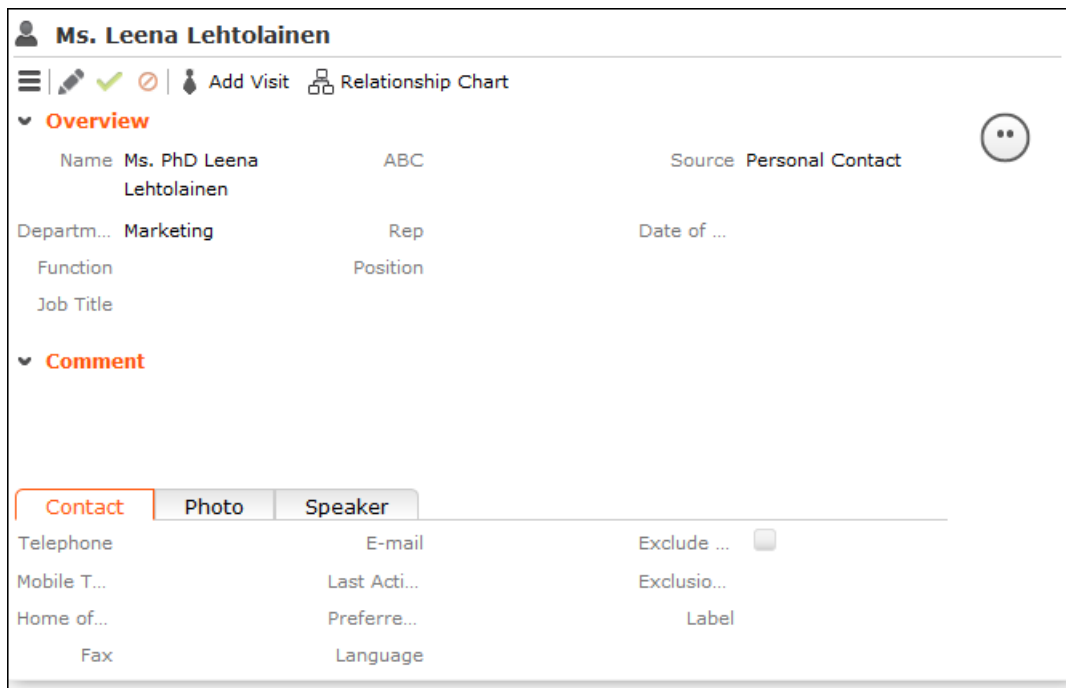 Ms. Leena Lehtolainen
Add Visit Relationship Chart
Overview
Name Ms. PhD Leena Lehtolainen ABC Source Personal Contact
Departm... Marketing Rep Date of ...
Function Position
Job Title
Comment
Contact Photo Speaker
Telephone E-mail Exclude ...
Mobile T... Last Acti... Exclusio...
Home of... Preferre... Label
Fax Language